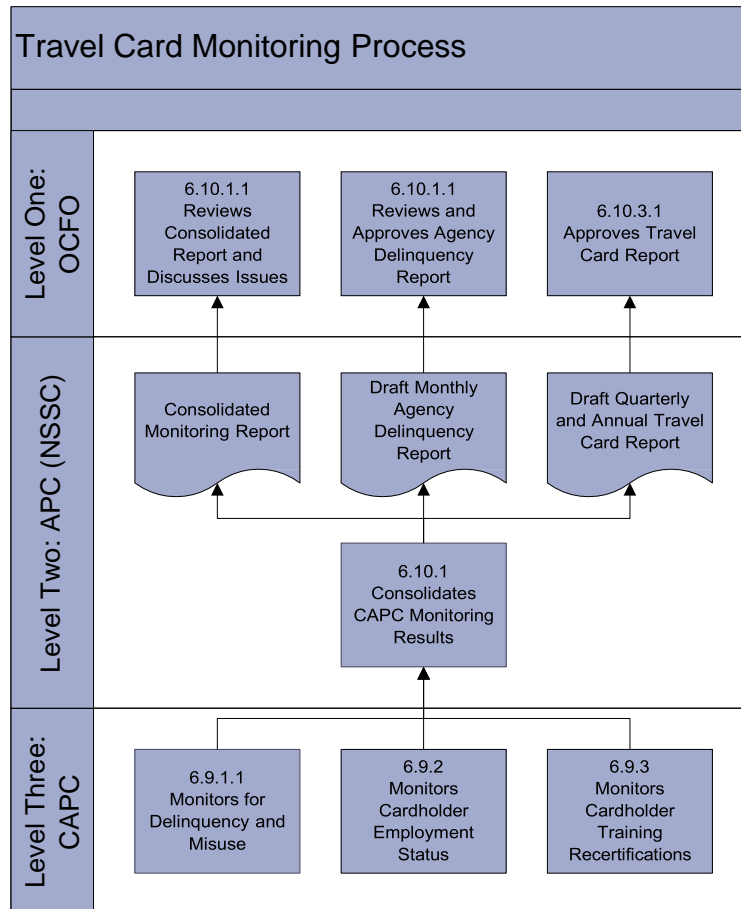 Travel Card Monitoring Process
Level One:
OCFO
6.10.1.1
Reviews
Consolidated
Report and
Discusses Issues
6.10.1.1
Reviews and
Approves Agency
Delinquency
Report
6.10.3.1
Approves Travel
Card Report
Level Two: APC (NSSC)
Consolidated
Monitoring Report
Draft Monthly
Agency
Delinquency
Report
Draft Quarterly
and Annual Travel
Card Report
6.10.1
Consolidates
CAPC Monitoring
Results
Level Three:
CAPC
6.9.1.1
Monitors for
Delinquency and
Misuse
6.9.2
Monitors
Cardholder
Employment
Status
6.9.3
Monitors
Cardholder
Training
Recertifications